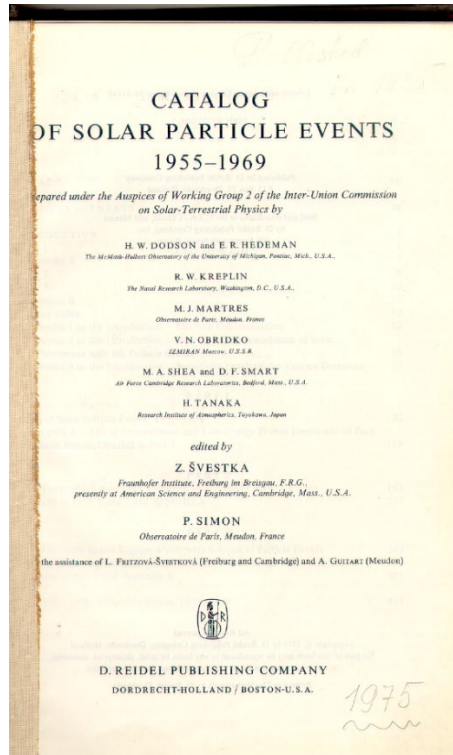 CATALOG
OF SOLAR PARTICLE EVENTS
1955–1969
epared under the Auspices of Working Group 2 of the Inter-Union Commission
on Solar-Terrestrial Physics by
H. W. DODSON and E. R. HEDEMAN
The McMath-Hulbert Observatory of the University of Michigan, Pontiac, Mich., U.S.A.,
R. W. KREPLIN
The Naval Research Laboratory, Washington, D.C., U.S.A.,
M. J. MARTRES
Observatoire de Paris, Meudon, France
V. N. OBRIDKO
IZMIRAN Moscow, U.S.S.R.
M. A. SHEA and D. F. SMART
Air Force Cambridge Research Laboratories, Bedford, Mass., U.S.A.
H. TANAKA
Research Institute of Atmospherics, Toyokawa, Japan
edited by
Z. ŠVESTKA
Fraunhofer Institute, Freiburg im Breisgau, F.R.G.,
presently at American Science and Engineering, Cambridge, Mass., U.S.A.
P. SIMON
Observatoire de Paris, Meudon, France
the assistance of L. FRITZOVÁ-ŠVESTKOVÁ (Freiburg and Cambridge) and A. GUITART (Meudon)
D R
D. REIDEL PUBLISHING COMPANY
DORDRECHT-HOLLAND / BOSTON-U.S.A.
1975